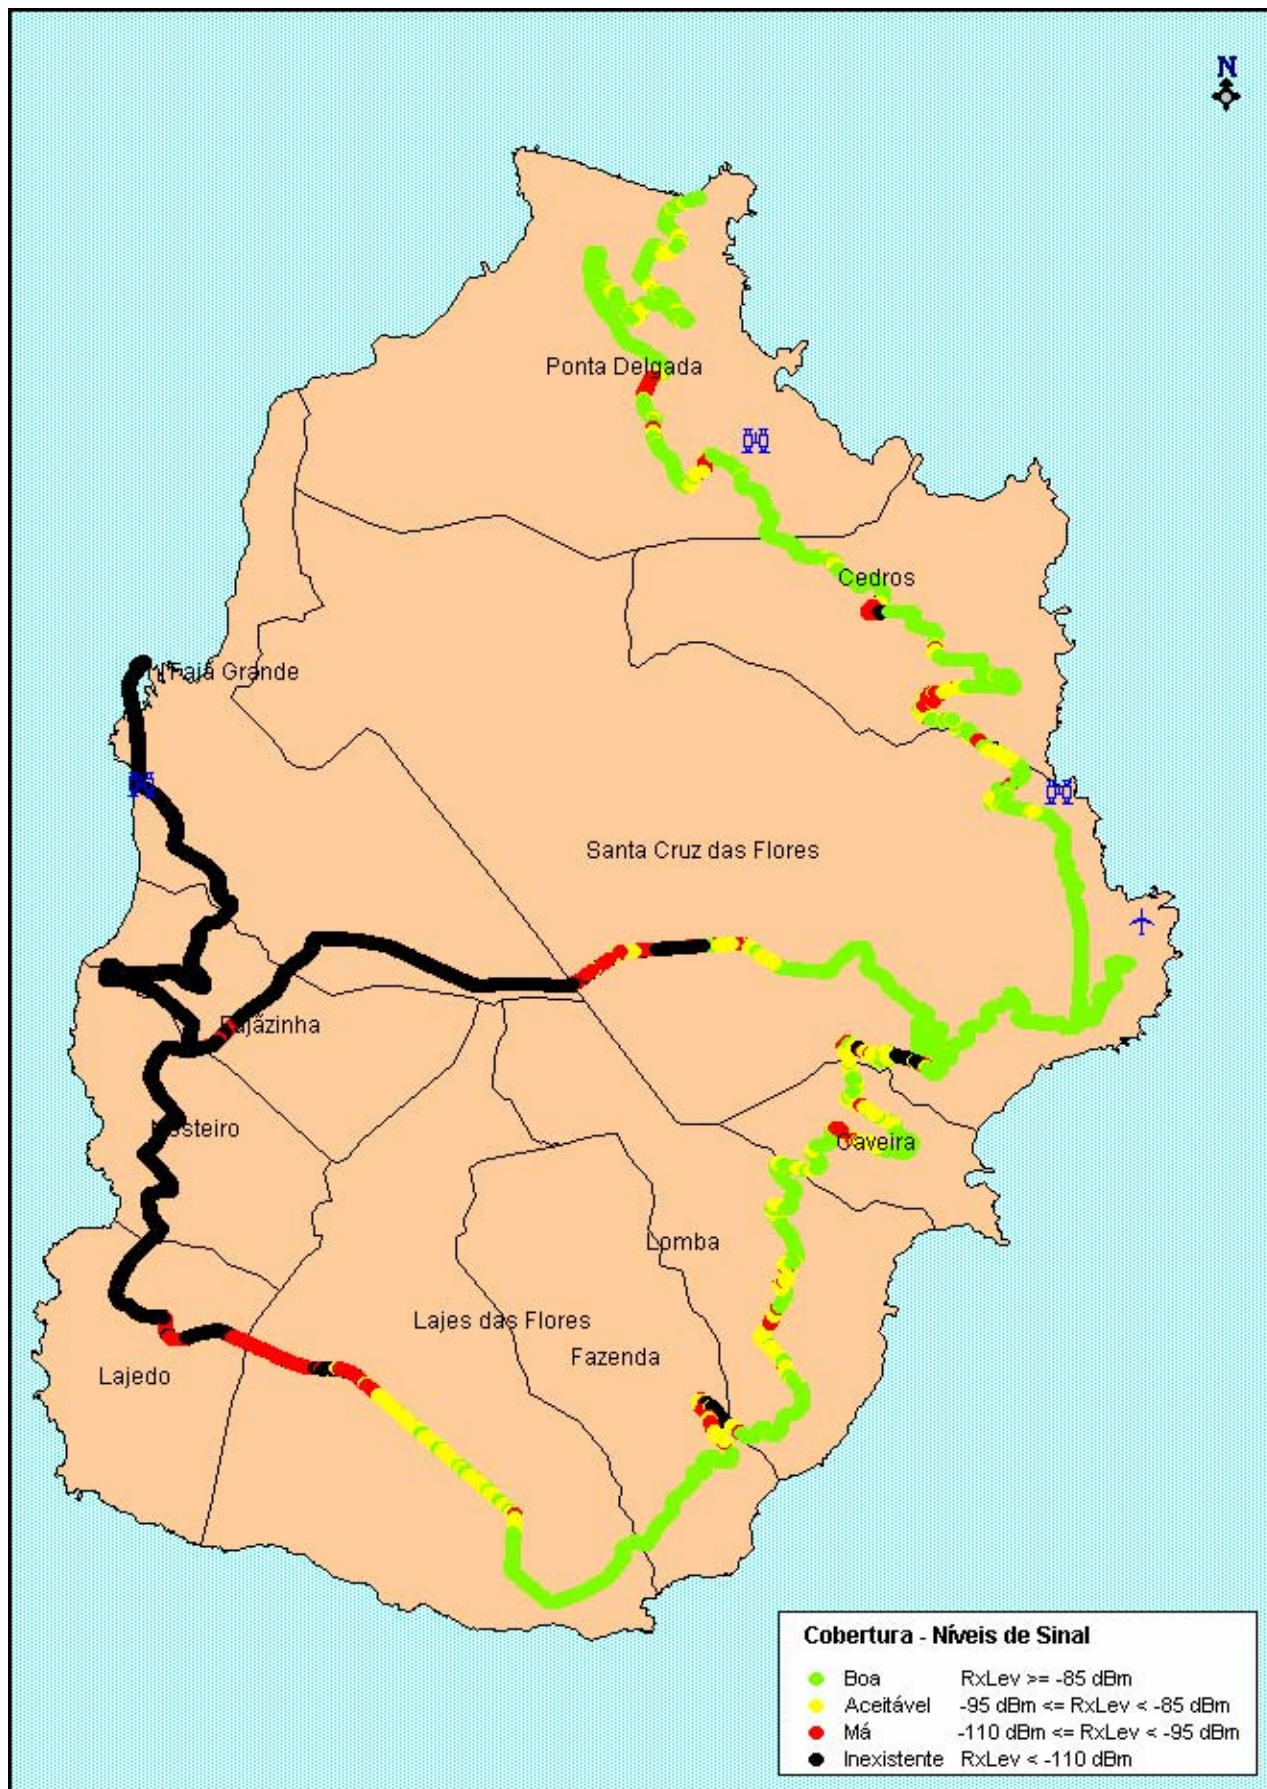 N
Ponta Delgada
Cedros
Fajã Grande
Santa Cruz das Flores
Fajãzinha
Mosteiro
Caveira
Lomba
Lajes das Flores
Fazenda
Lajedo
Cobertura - Níveis de Sinal
Boa RxLev >= -85 dBm
Aceitável -95 dBm <= RxLev < -85 dBm
Má -110 dBm <= RxLev < -95 dBm
Inexistente RxLev < -110 dBm